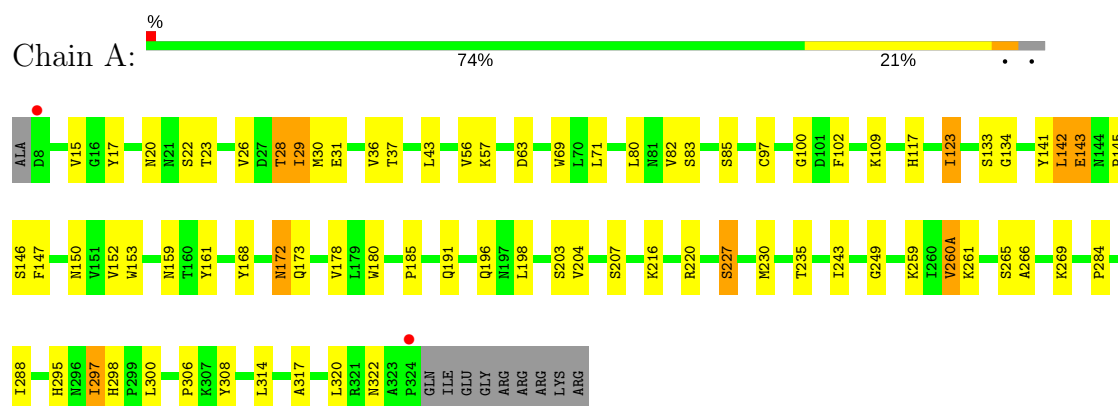 %
Chain A:
74% 21% • •
ALA D8 V15 G16 Y17 N20 N21 S22 T23 V26 D27 T28 I29 M30 E31 V36 T37 L43 V56 K57 D63 W69 L70 L71 L80 N81 V82 S83 S85 C97 G100 D101 F102 K109 H117 I123 S133 G134 Y141 L142 E143 N144
S146 F147 N150 V151 V152 W153 N159 T160 Y161 Y168 N172 Q173 V178 L179 W180 P185 Q191 Q196 N197 L198 S203 V204 S207 K216 R220 S227 M230 T235 I243 G249 K259 I260 V260A K261 S265 A266 K269 P284
I288 H295 N296 I297 H298 P299 L300 P306 K307 Y308 L314 A317 L320 R321 N322 A323 P324 GLN ILE GLU GLY ARG ARG ARG LYS ARG